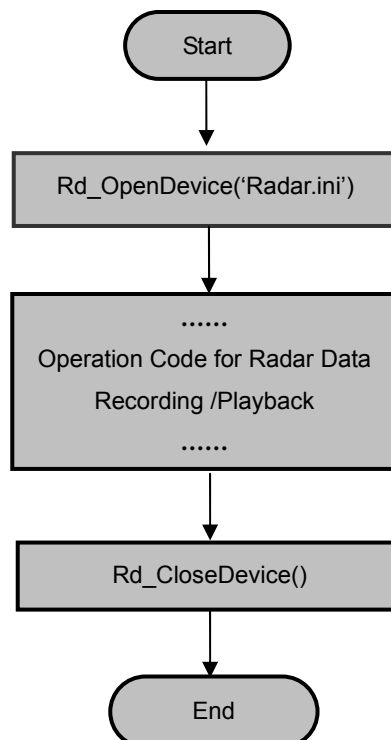 Start
Rd_OpenDevice(‘Radar.ini’)
......
Operation Code for Radar Data
Recording /Playback
......
Rd_CloseDevice()
End